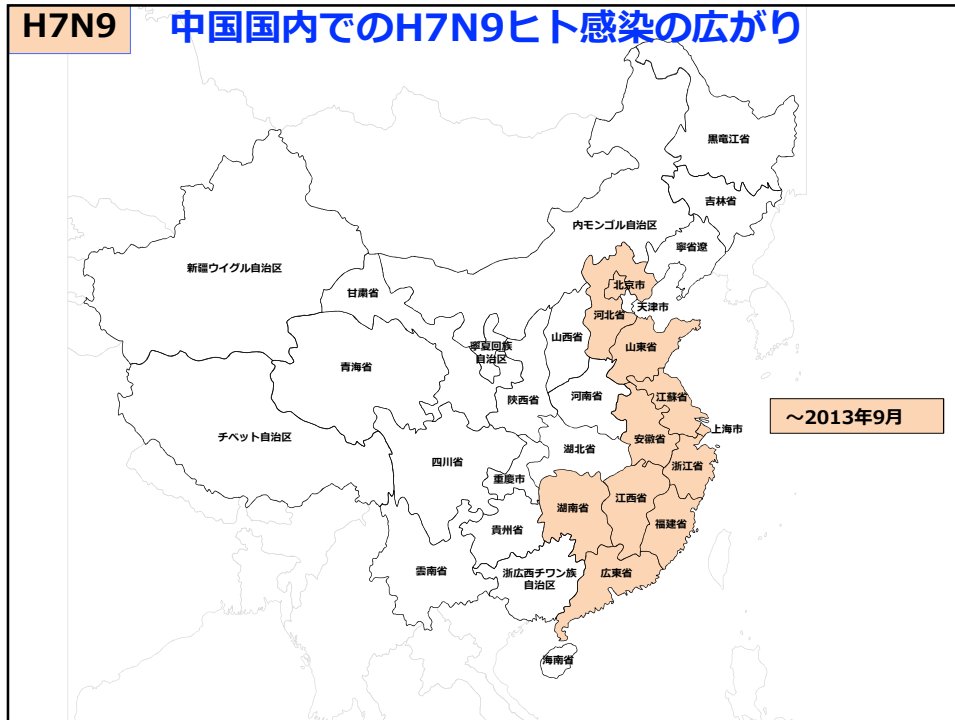 H7N9
中国国内でのH7N9ヒト感染の広がり
黒竜江省
吉林省
内モンゴル自治区
寧省遼
新疆ウイグル自治区
北京市
甘粛省
天津市
河北省
山西省
山東省
寧夏回族
自治区
青海省
陝西省
河南省
江蘇省
～2013年9月
上海市
チベット自治区
安徽省
湖北省
四川省
浙江省
重慶市
江西省
湖南省
福建省
貴州省
雲南省
浙広西チワン族
自治区
広東省
海南省